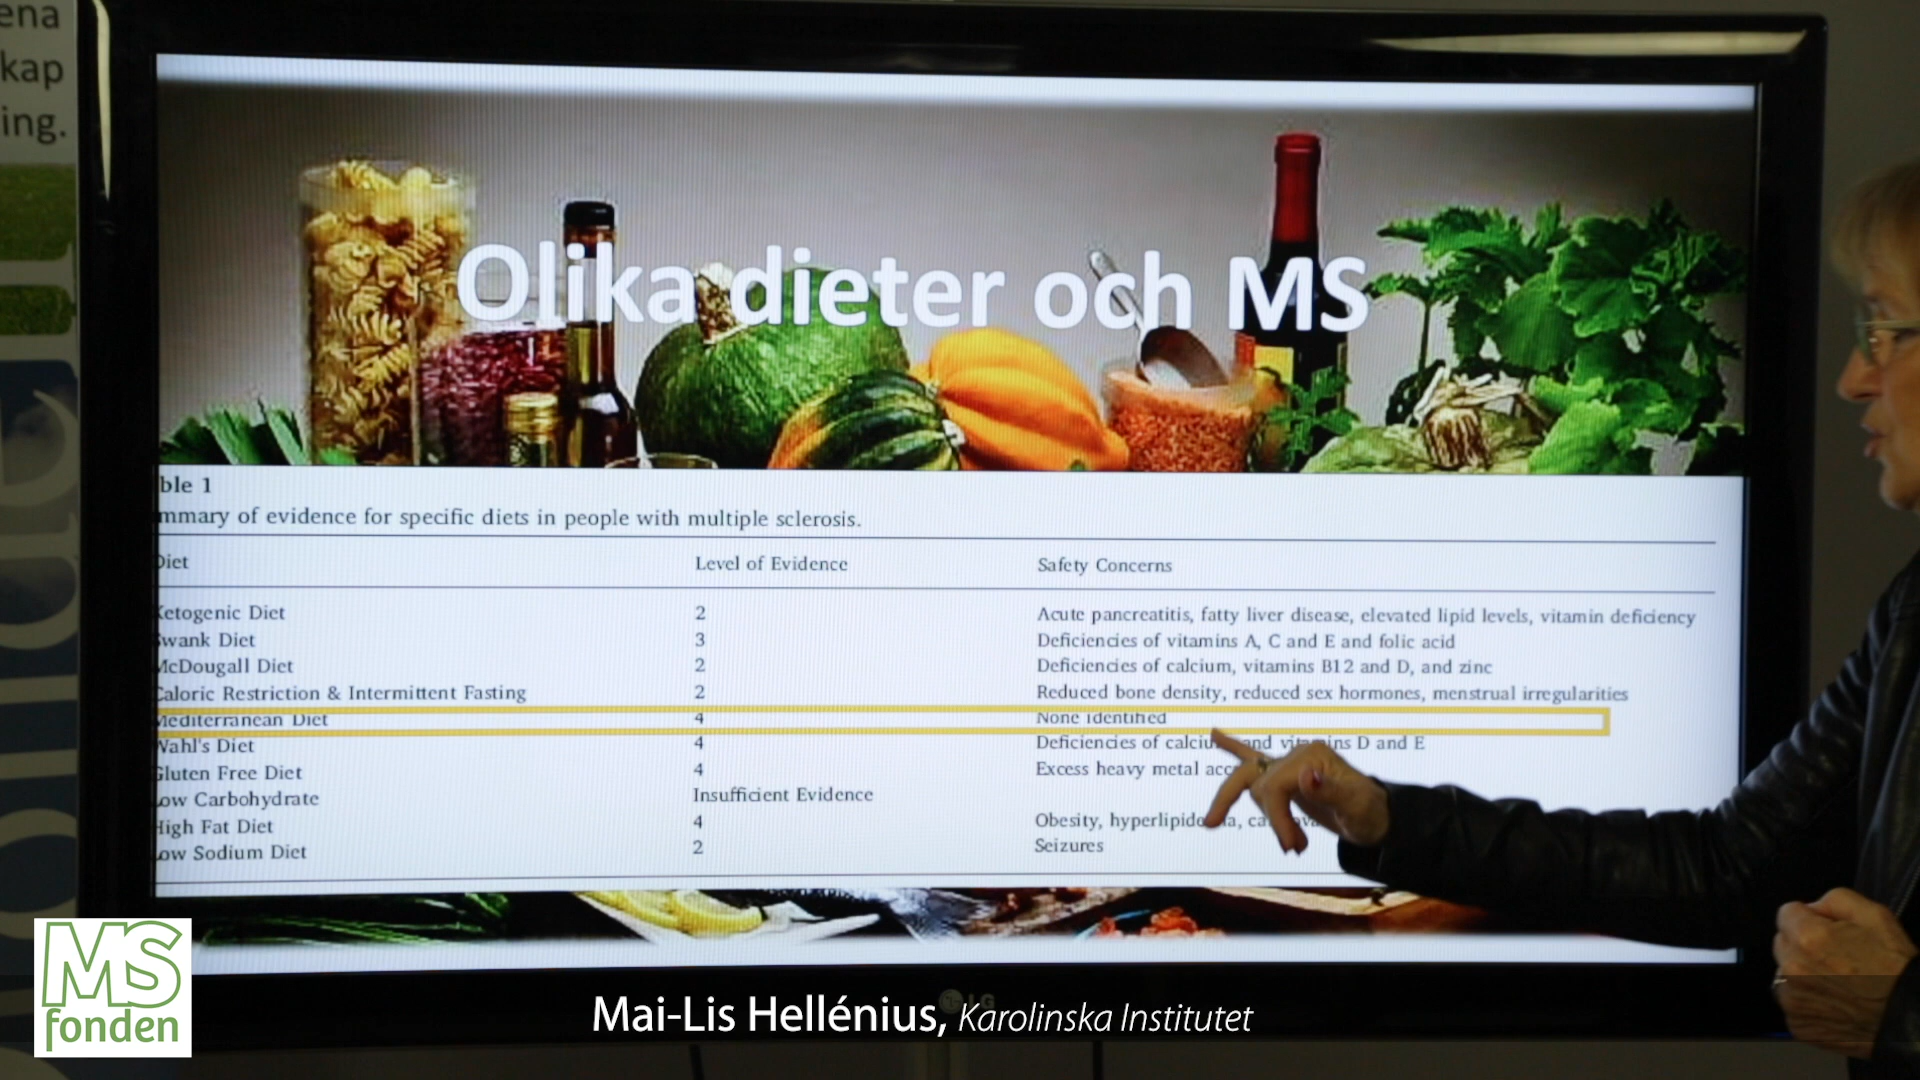 ena
kap
ing.
Olika dieter och MS
ble 1
mmary of evidence for specific diets in people with multiple sclerosis.
Diet Level of Evidence Safety Concerns
Ketogenic Diet 2 Acute pancreatitis, fatty liver disease, elevated lipid levels, vitamin deficiency
Swank Diet 3 Deficiencies of vitamins A, C and E and folic acid
McDougall Diet 2 Deficiencies of calcium, vitamins B12 and D, and zinc
Caloric Restriction & Intermittent Fasting 2 Reduced bone density, reduced sex hormones, menstrual irregularities
Mediterranean Diet 4 None identified
Wahl's Diet 4 Deficiencies of calcium and vitamins D and E
Gluten Free Diet 4 Excess heavy metal
Low Carbohydrate Insufficient Evidence
High Fat Diet 4 Obesity,
Low Sodium Diet 2 Seizures
LG
MS
fonden
Mai-Lis Hellénius, Karolinska Institutet